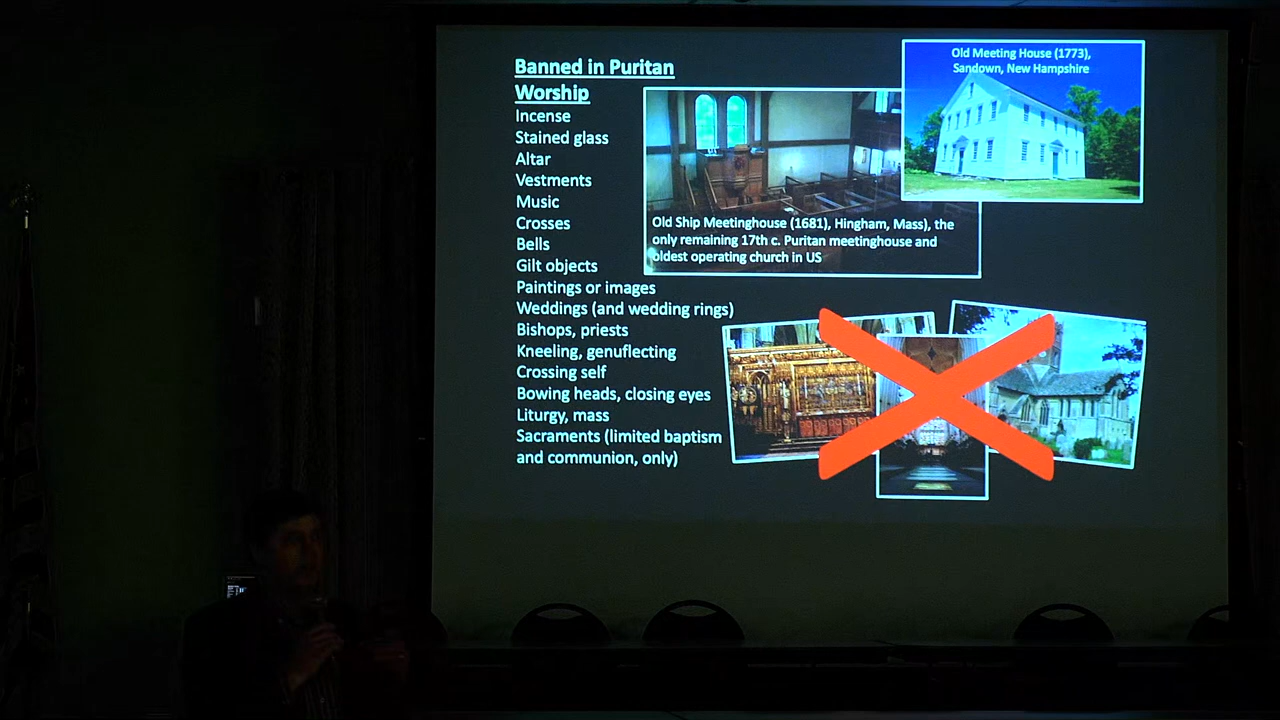 Banned in Puritan
Worship
Incense
Stained glass
Altar
Vestments
Music
Crosses
Bells
Gilt objects
Paintings or images
Weddings (and wedding rings)
Bishops, priests
Kneeling, genuflecting
Crossing self
Bowing heads, closing eyes
Liturgy, mass
Sacraments (limited baptism
and communion, only)
Old Meeting House (1773),
Sandown, New Hampshire
Old Ship Meetinghouse (1681), Hingham, Mass), the
only remaining 17th c. Puritan meetinghouse and
oldest operating church in US